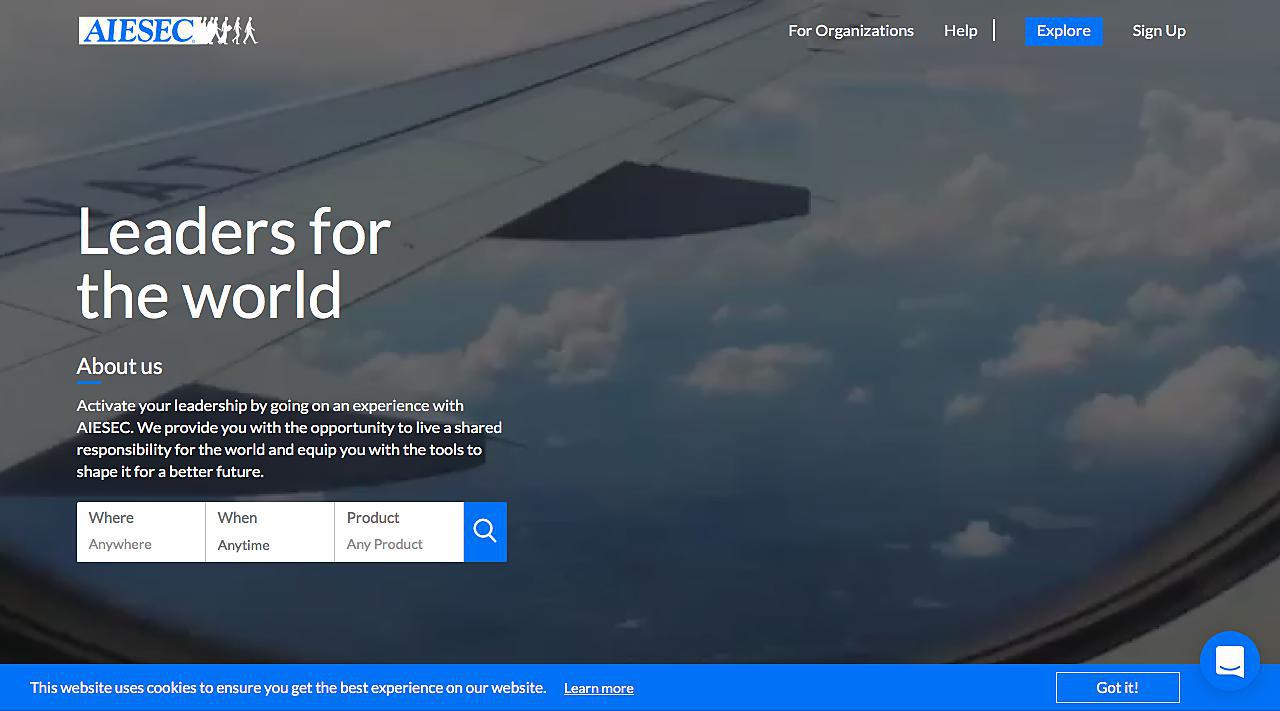 AIESEC
For Organizations
Help
Explore
Sign Up
Leaders for
the world
About us
Activate your leadership by going on an experience with
AIESEC. We provide you with the opportunity to live a shared
responsibility for the world and equip you with the tools to
shape it for a better future.
Where
Anywhere
When
Anytime
Product
Any Product
This website uses cookies to ensure you get the best experience on our website.
Learn more
Got it!